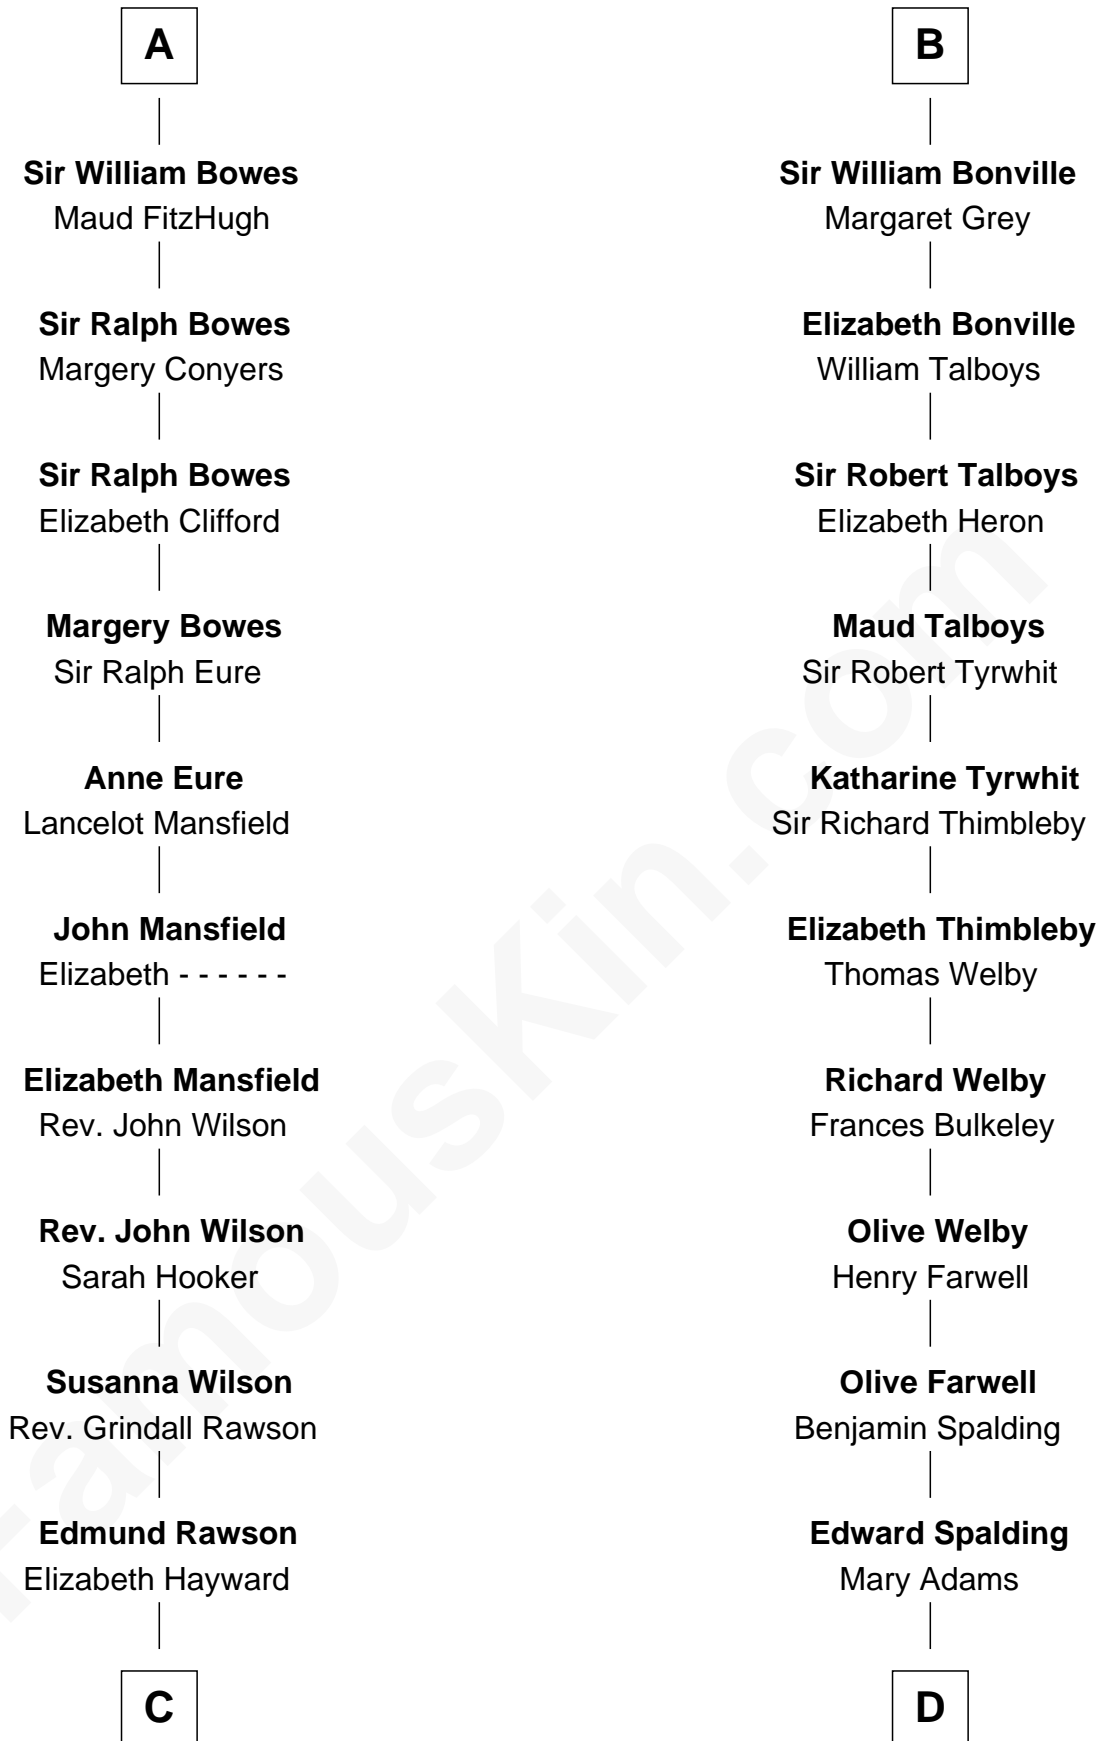 A
Sir William Bowes
Maud FitzHugh
Sir Ralph Bowes
Margery Conyers
Sir Ralph Bowes
Elizabeth Clifford
Margery Bowes
Sir Ralph Eure
Anne Eure
Lancelot Mansfield
John Mansfield
Elizabeth - - - - - -
Elizabeth Mansfield
Rev. John Wilson
Rev. John Wilson
Sarah Hooker
Susanna Wilson
Rev. Grindall Rawson
Edmund Rawson
Elizabeth Hayward
C
B
Sir William Bonville
Margaret Grey
Elizabeth Bonville
William Talboys
Sir Robert Talboys
Elizabeth Heron
Maud Talboys
Sir Robert Tyrwhit
Katharine Tyrwhit
Sir Richard Thimbleby
Elizabeth Thimbleby
Thomas Welby
Richard Welby
Frances Bulkeley
Olive Welby
Henry Farwell
Olive Farwell
Benjamin Spalding
Edward Spalding
Mary Adams
D
FamousKin.com